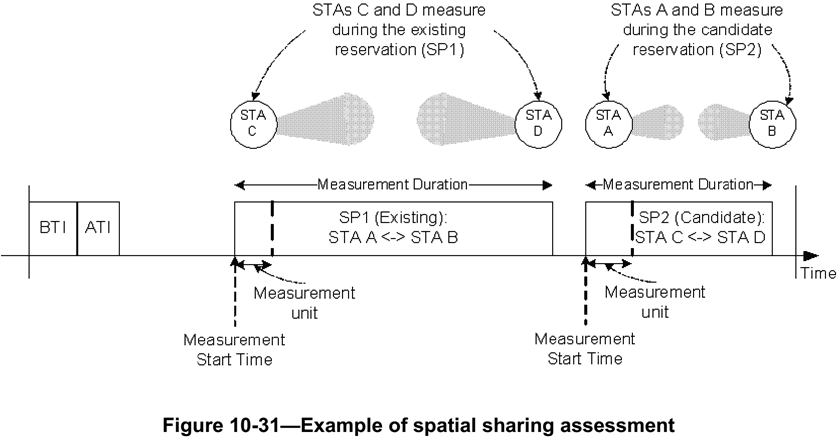 STAs C and D measure
during the existing
reservation (SP1)
STAs A and B measure
during the candidate
reservation (SP2)
STA
C
STA
D
STA
A
STA
B
Measurement Duration
Measurement Duration
BTI
ATI
SP1 (Existing):
STA A <-> STA B
SP2 (Candidate):
STA C <-> STA D
Time
Measurement
unit
Measurement
unit
Measurement
Start Time
Measurement
Start Time
Figure 10-31—Example of spatial sharing assessment